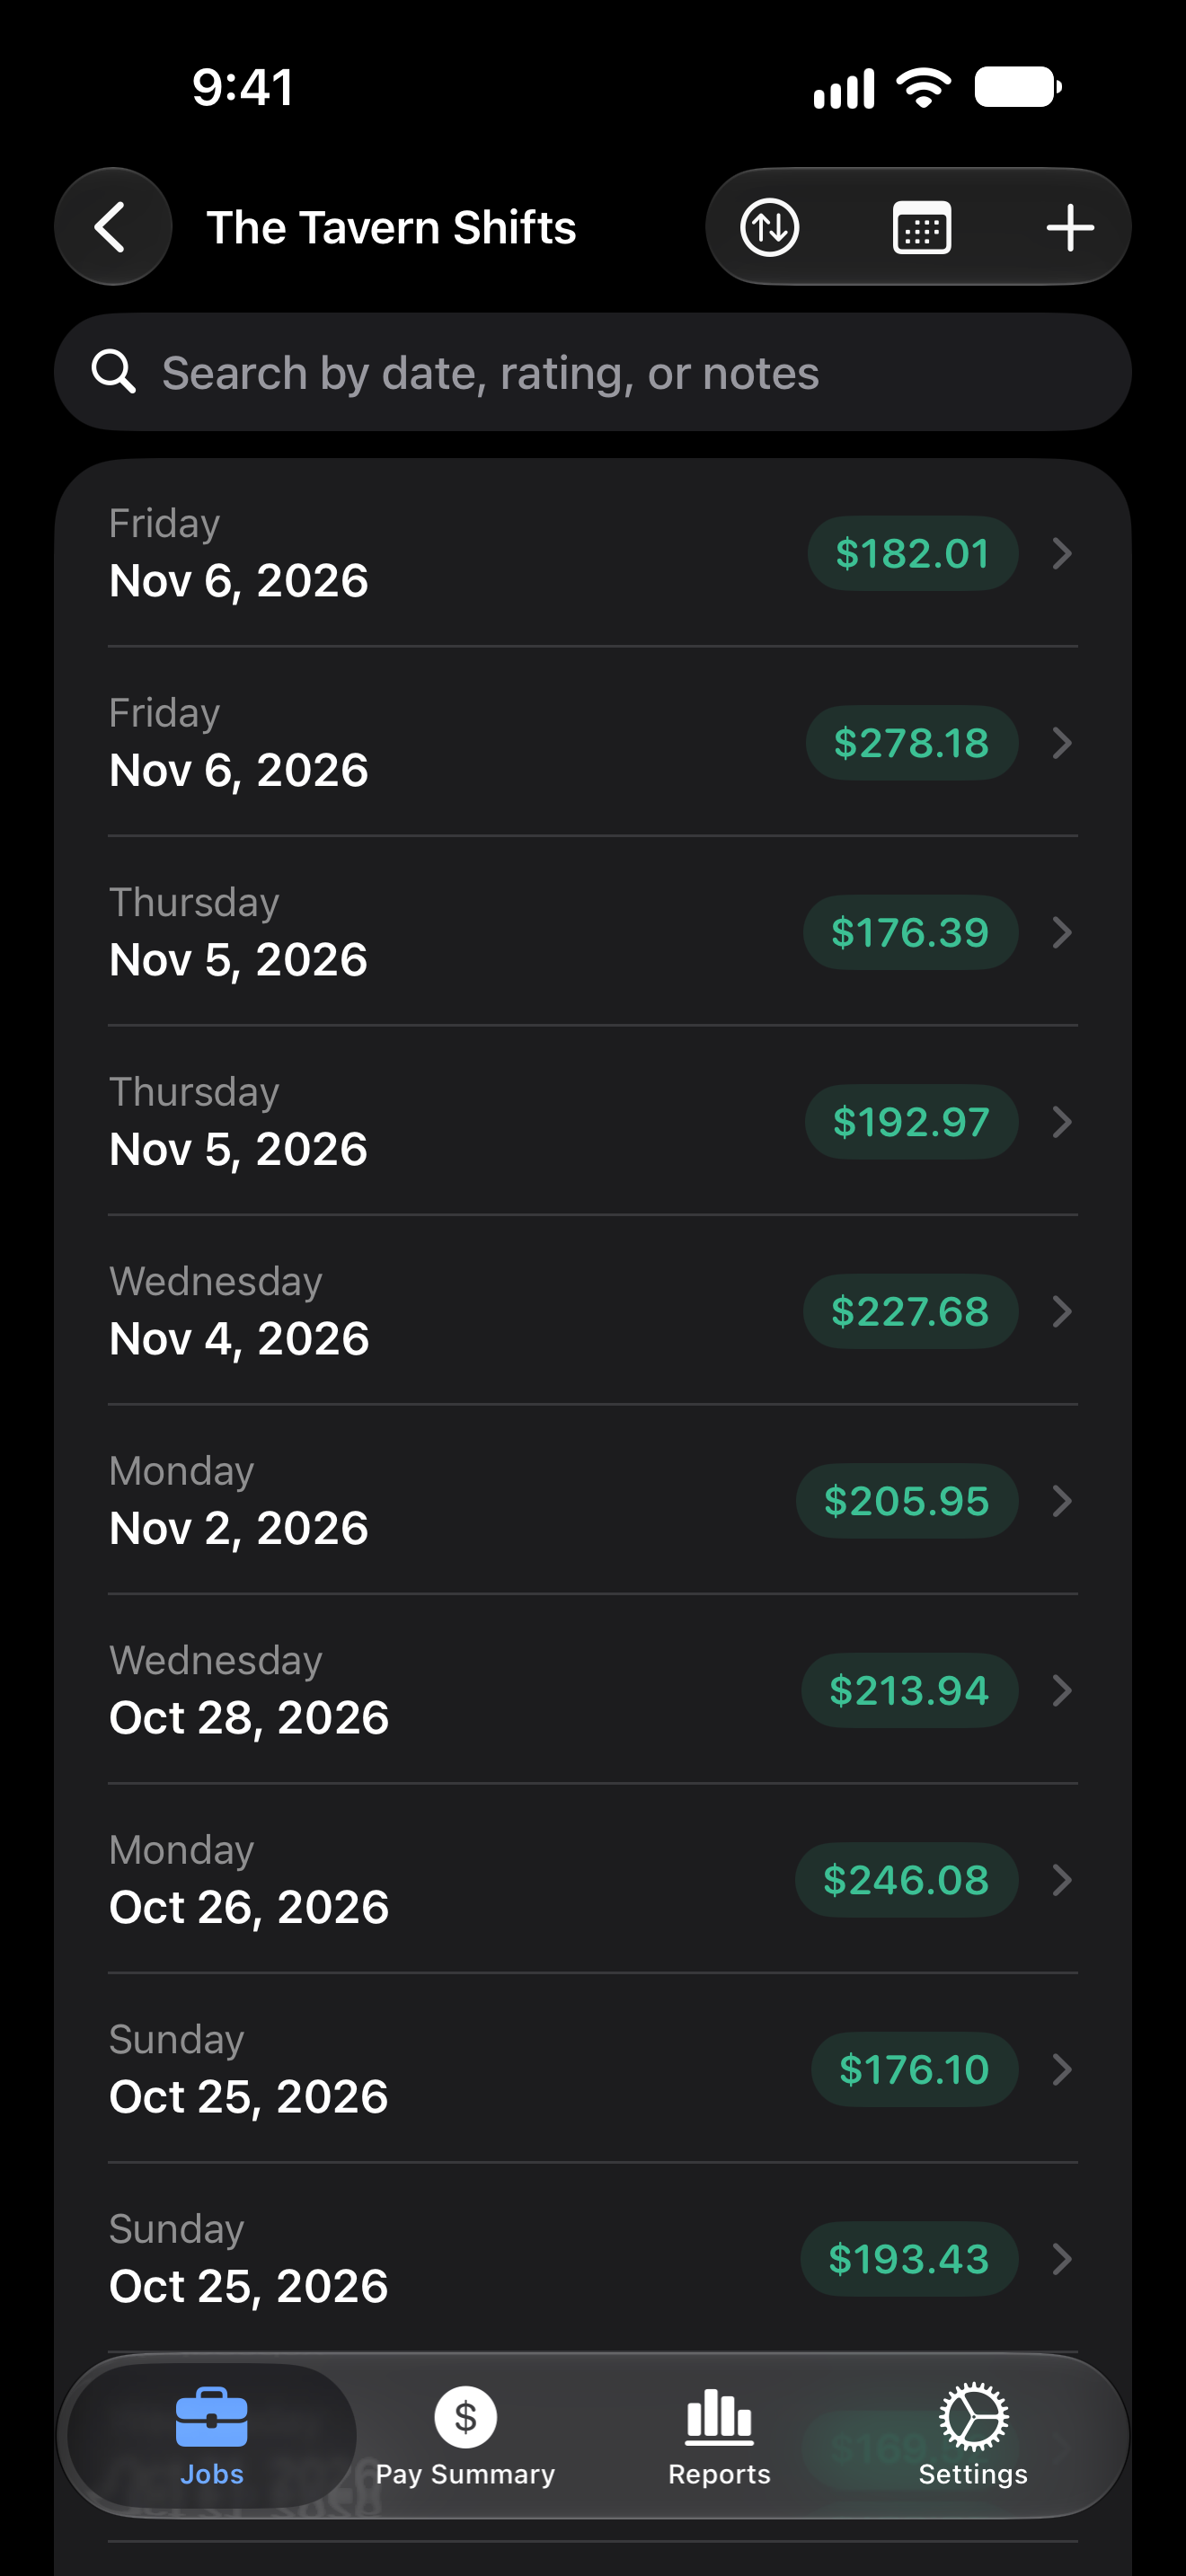 9:41
The Tavern Shifts
Search by date, rating, or notes
Friday
Nov 6, 2026
$182.01
Friday
Nov 6, 2026
$278.18
Thursday
Nov 5, 2026
$176.39
Thursday
Nov 5, 2026
$192.97
Wednesday
Nov 4, 2026
$227.68
Monday
Nov 2, 2026
$205.95
Wednesday
Oct 28, 2026
$213.94
Monday
Oct 26, 2026
$246.08
Sunday
Oct 25, 2026
$176.10
Sunday
Oct 25, 2026
$193.43
Jobs
Pay Summary
Reports
Settings